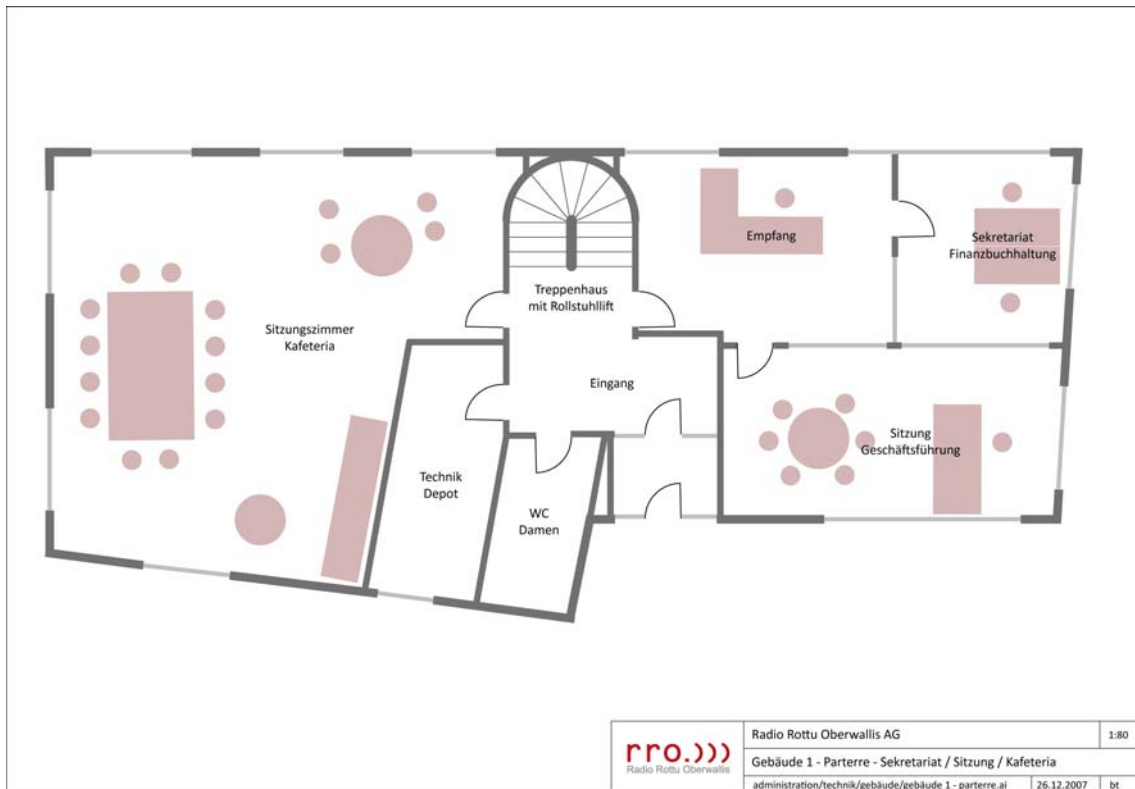 Empfang
Sekretariat
Finanzbuchhaltung
Treppenhaus
mit Rollstuhllift
Sitzungszimmer
Kafeteria
Eingang
Sitzung
Geschäftsführung
Technik
Depot
WC
Damen
rro.)))
Radio Rottu Oberwallis
Radio Rottu Oberwallis AG
1:80
Gebäude 1 - Parterre - Sekretariat / Sitzung / Kafeteria
administration/technik/gebäude/gebäude 1 - parterre.ai
26.12.2007
bt